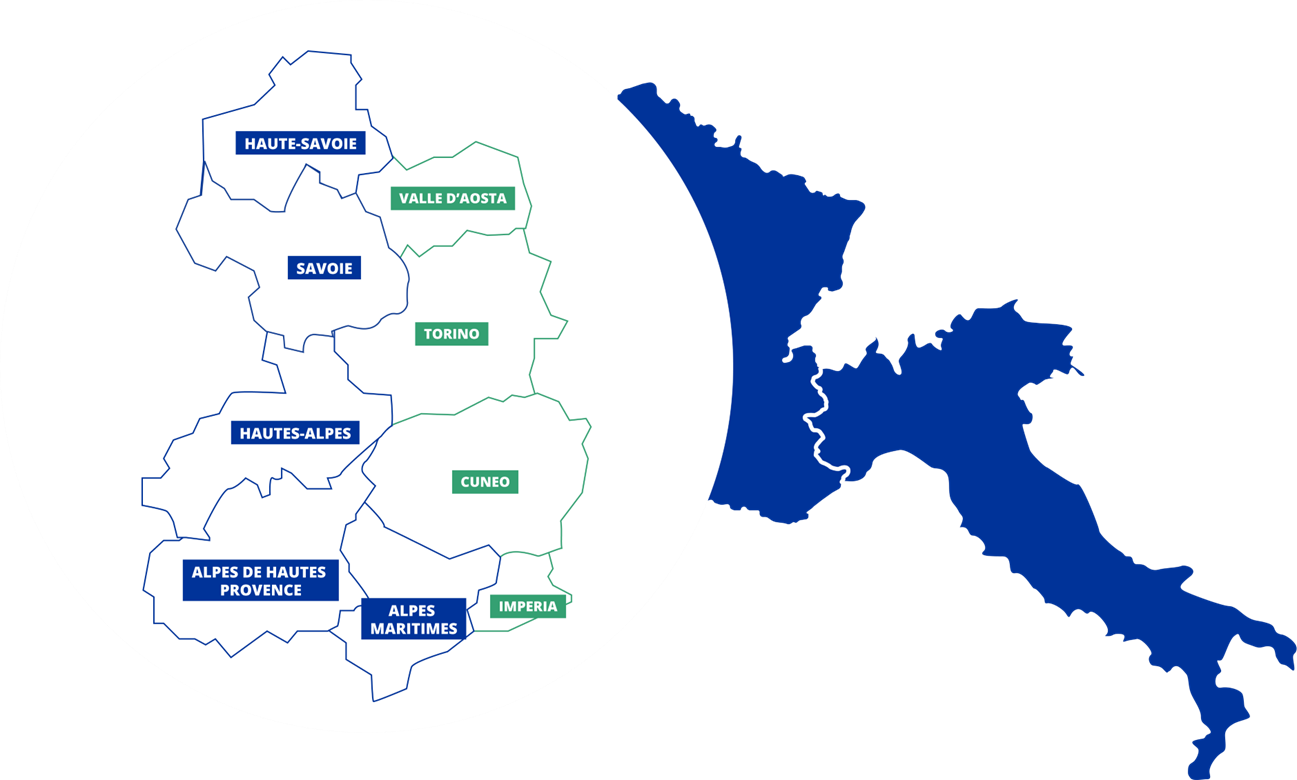 HAUTE-SAVOIE
VALLE D’AOSTA
SAVOIE
TORINO
HAUTES-ALPES
CUNEO
ALPES DE HAUTES
PROVENCE
ALPES
MARITIMES
IMPERIA